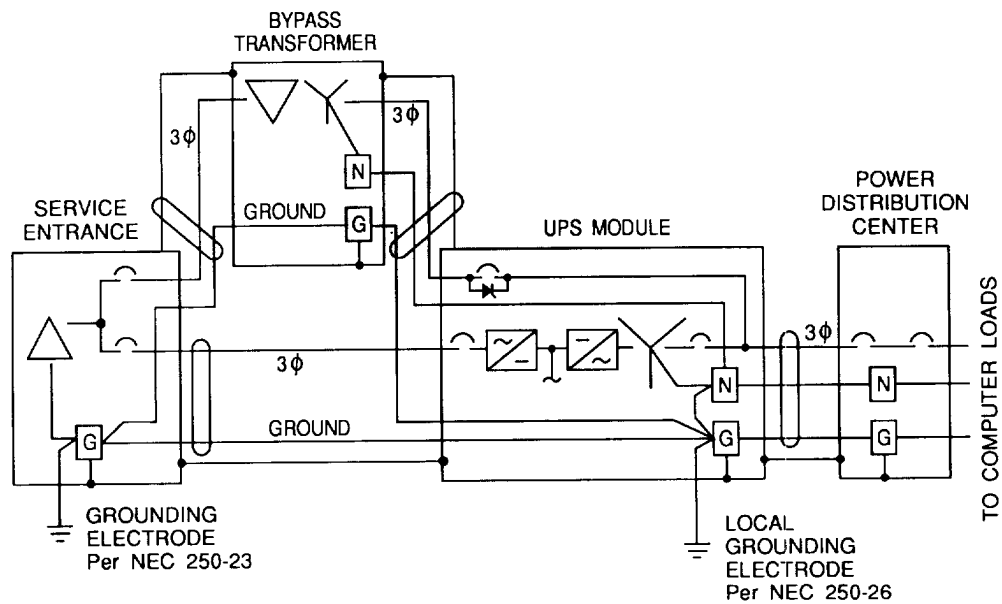 BYPASS
TRANSFORMER
3ϕ
3ϕ
N
SERVICE
ENTRANCE
GROUND
G
UPS MODULE
POWER
DISTRIBUTION
CENTER
3ϕ
3ϕ
N
N
G
GROUND
G
G
TO COMPUTER LOADS
GROUNDING
ELECTRODE
Per NEC 250-23
LOCAL
GROUNDING
ELECTRODE
Per NEC 250-26